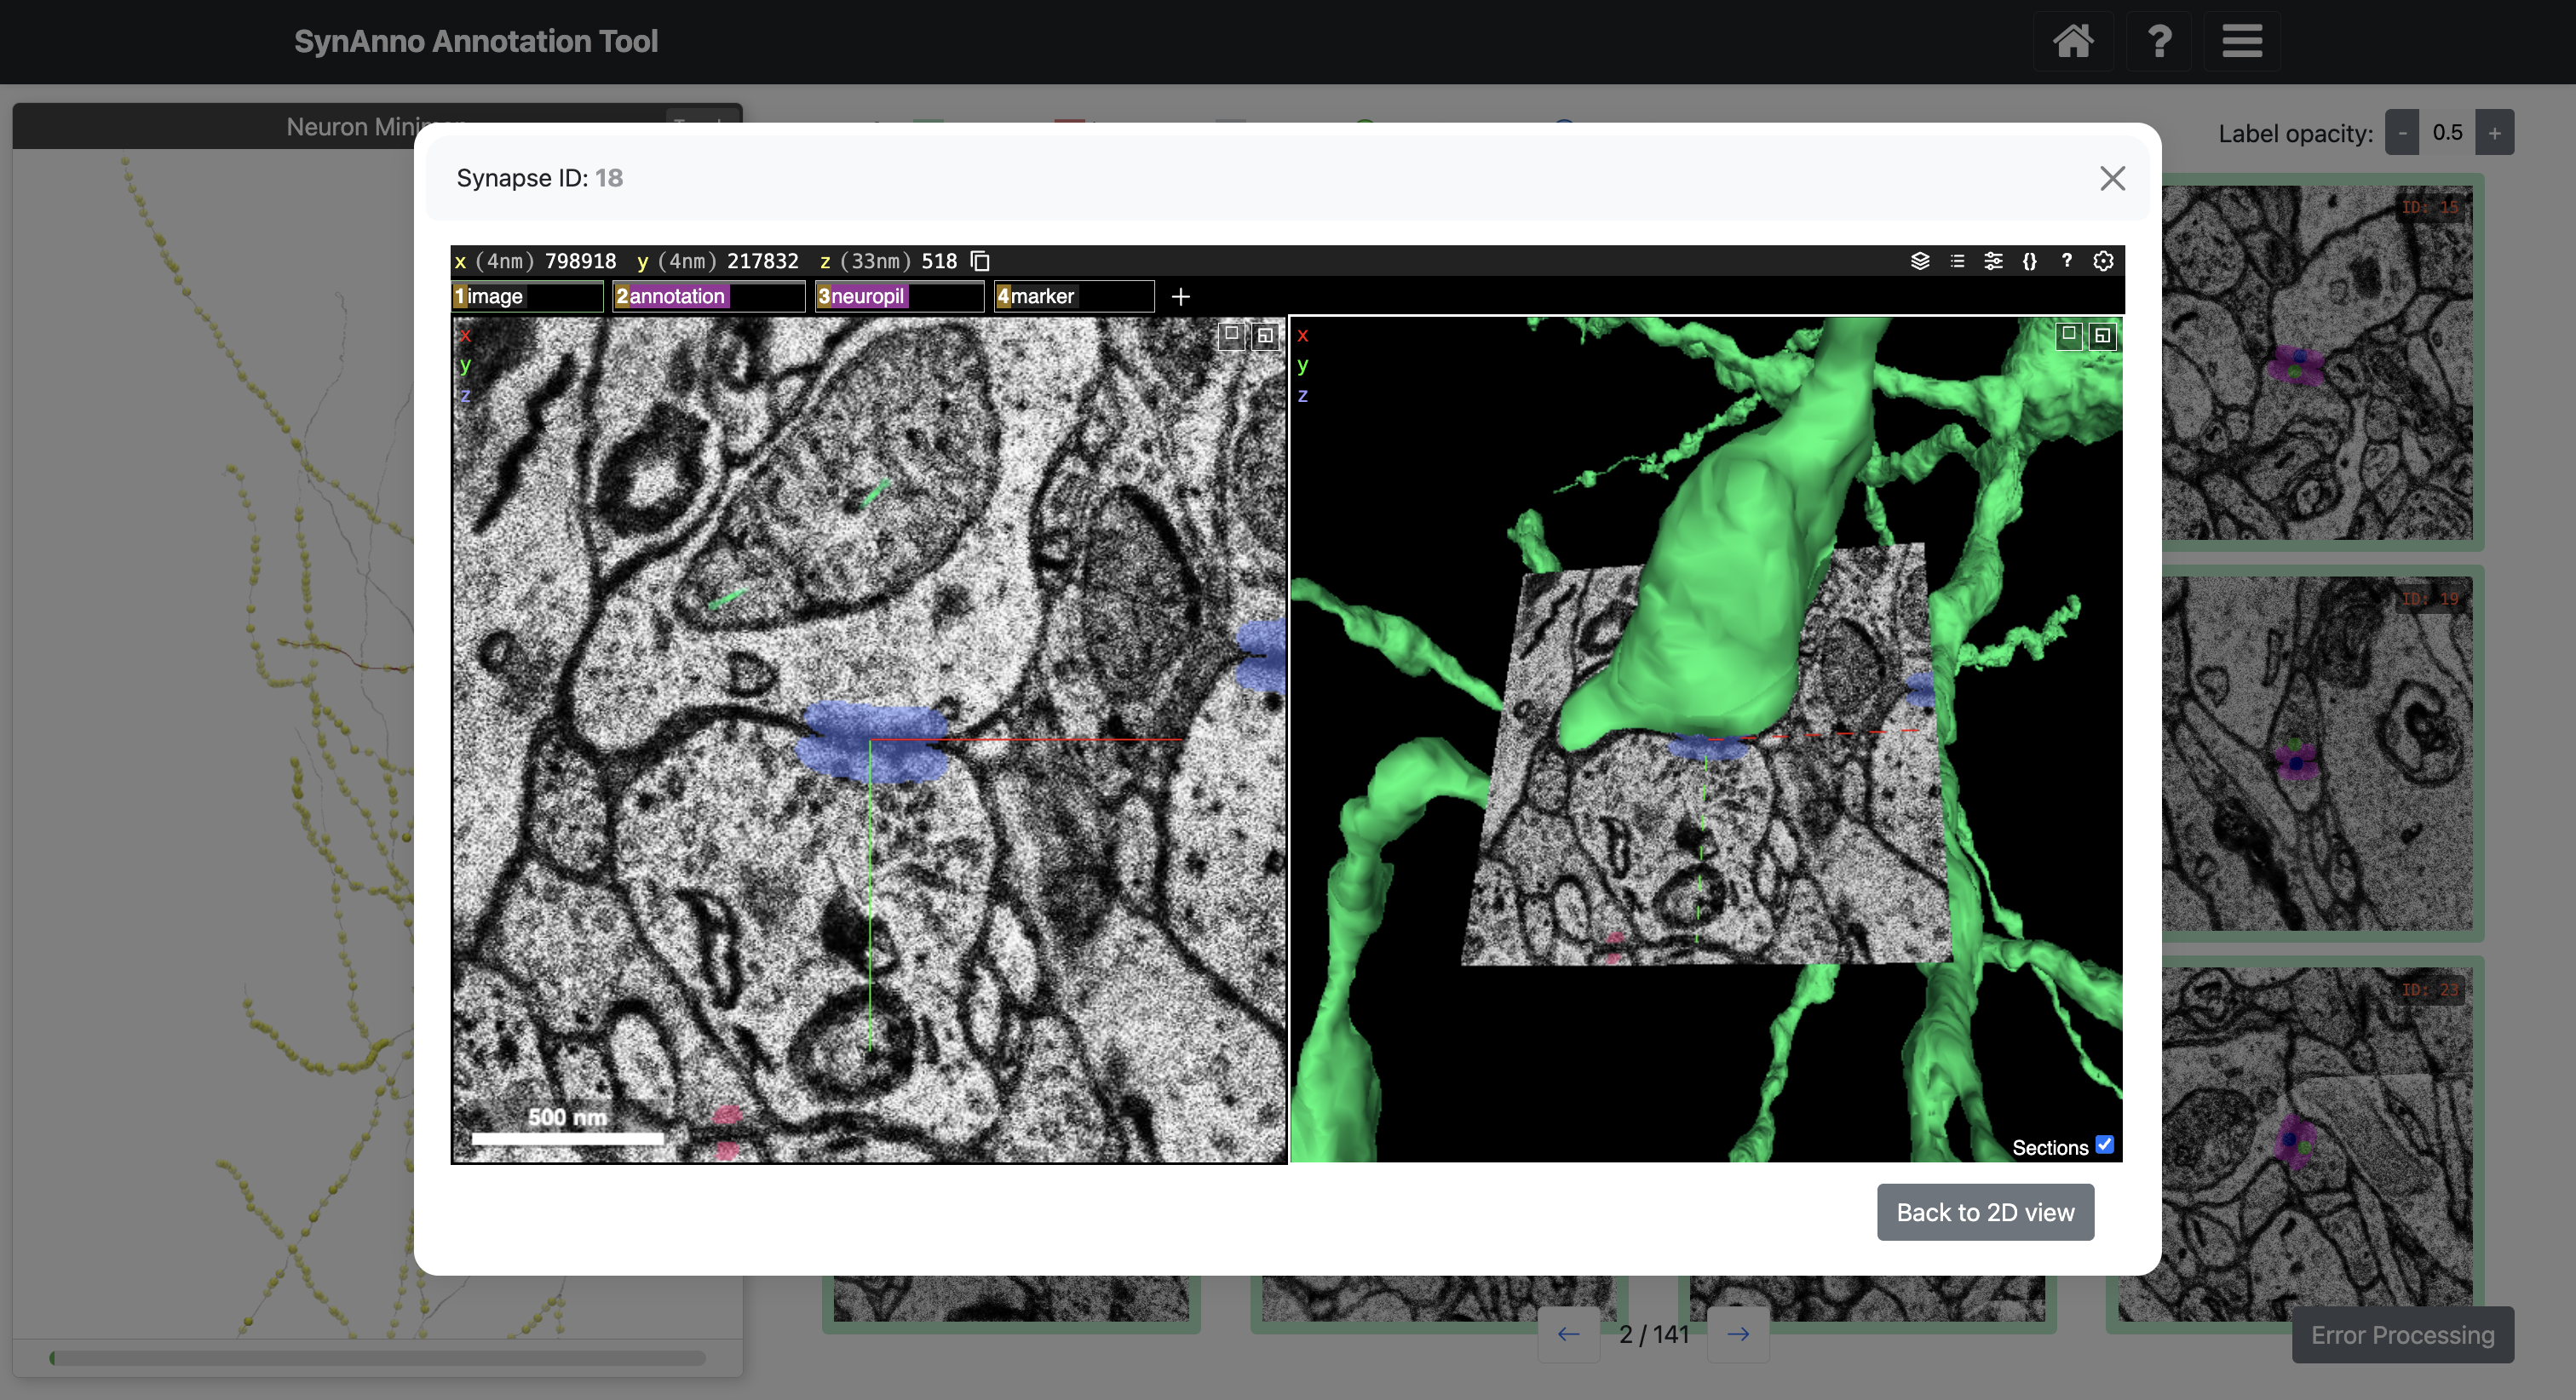 SynAnno Annotation Tool
?
Neuron Minimap
Label opacity: - 0.5 +
Synapse ID: 18
x (4nm) 798918 y (4nm) 217832 z (33nm) 518
{} ?
1image 2annotation 3neuropil 4marker +
x
y
z
500 nm
x
y
z
Sections
Back to 2D view
ID: 15
ID: 19
ID: 23
← 2 / 141 →
Error Processing